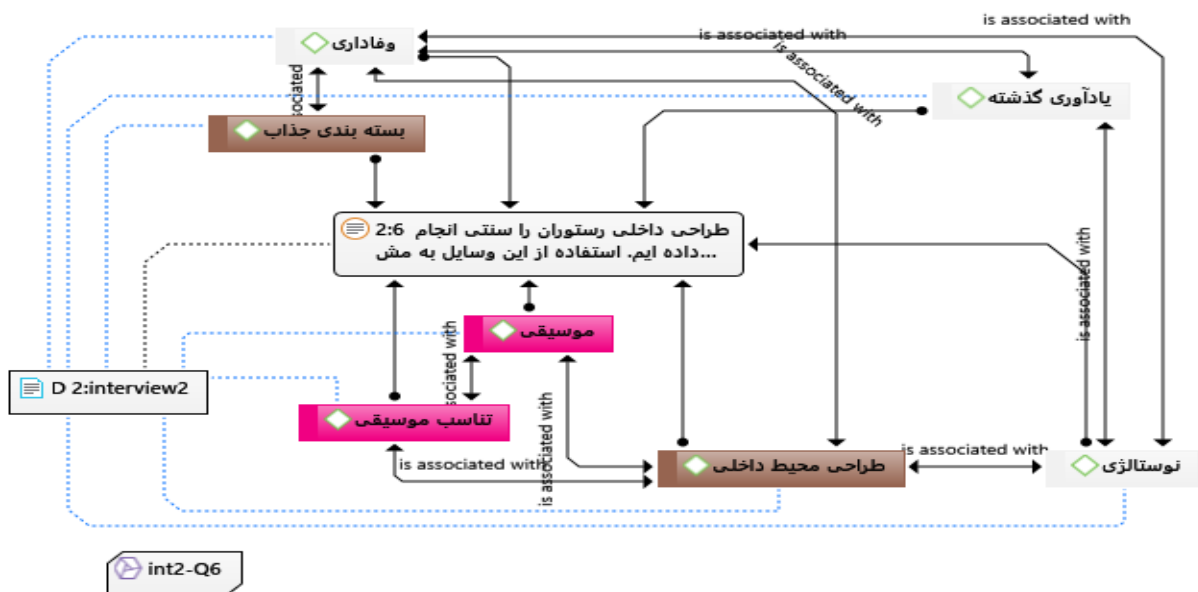 is associated with
وفاداری
is associated with
is associated with
یادآوری گذشته
sociated
بسته بندی جذاب
2:6 طراحی داخلی رستوران را سنتی انجام
داده ایم. استفاده از این وسایل به مش...
is associated with
موسیقی
sociated with
D 2:interview2
تناسب موسیقی
is associated with
is associated with
طراحی محیط داخلی
is associated with
نوستالژی
int2-Q6